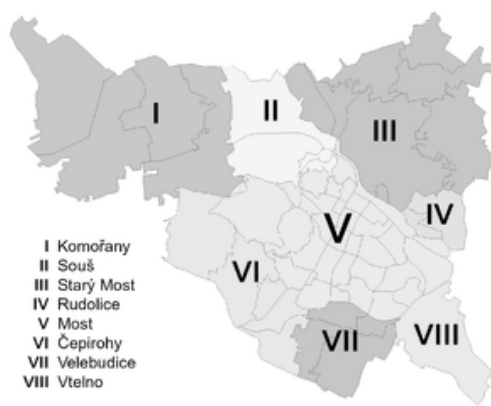 I
II
III
IV
V
VI
VII
VIII
I Komořany
II Souš
III Starý Most
IV Rudolice
V Most
VI Čepirohy
VII Velebudice
VIII Vtelno